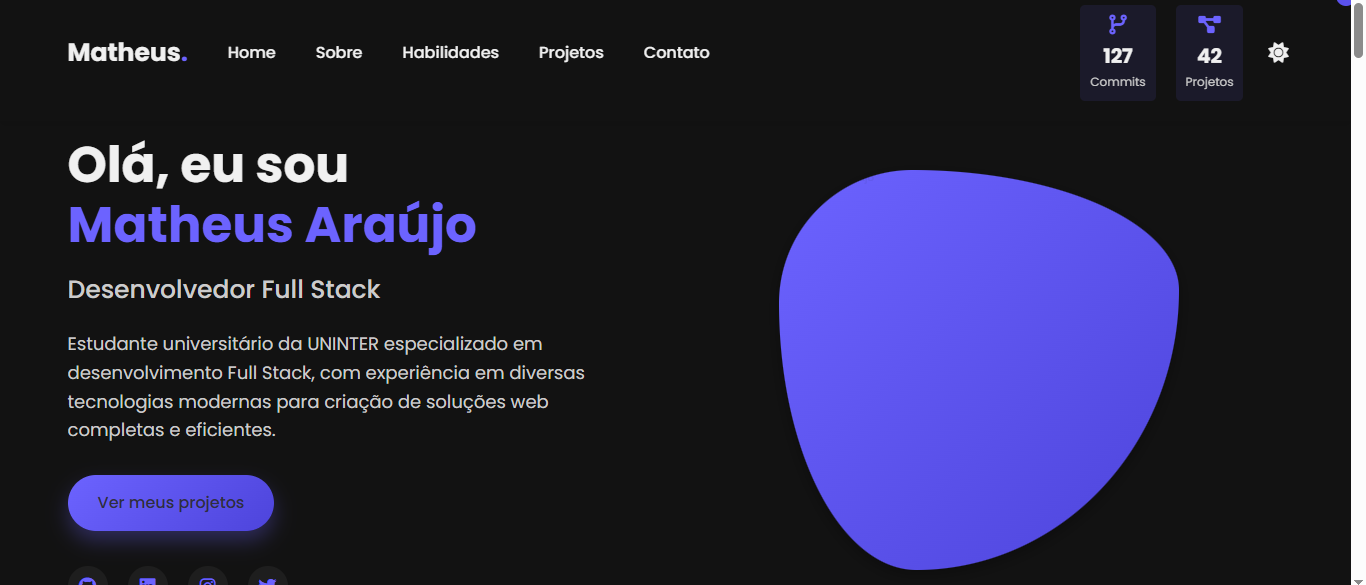 Matheus.
Home
Sobre
Habilidades
Projetos
Contato
127
Commits
42
Projetos
Olá, eu sou
Matheus Araújo
Desenvolvedor Full Stack
Estudante universitário da UNINTER especializado em
desenvolvimento Full Stack, com experiência em diversas
tecnologias modernas para criação de soluções web
completas e eficientes.
Ver meus projetos